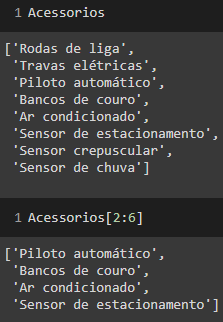 1 Acessorios
['Rodas de liga',
'Travas elétricas',
'Piloto automático',
'Bancos de couro',
'Ar condicionado',
'Sensor de estacionamento',
'Sensor crepuscular',
'Sensor de chuva']
1 Acessorios[2:6]
['Piloto automático',
'Bancos de couro',
'Ar condicionado',
'Sensor de estacionamento']